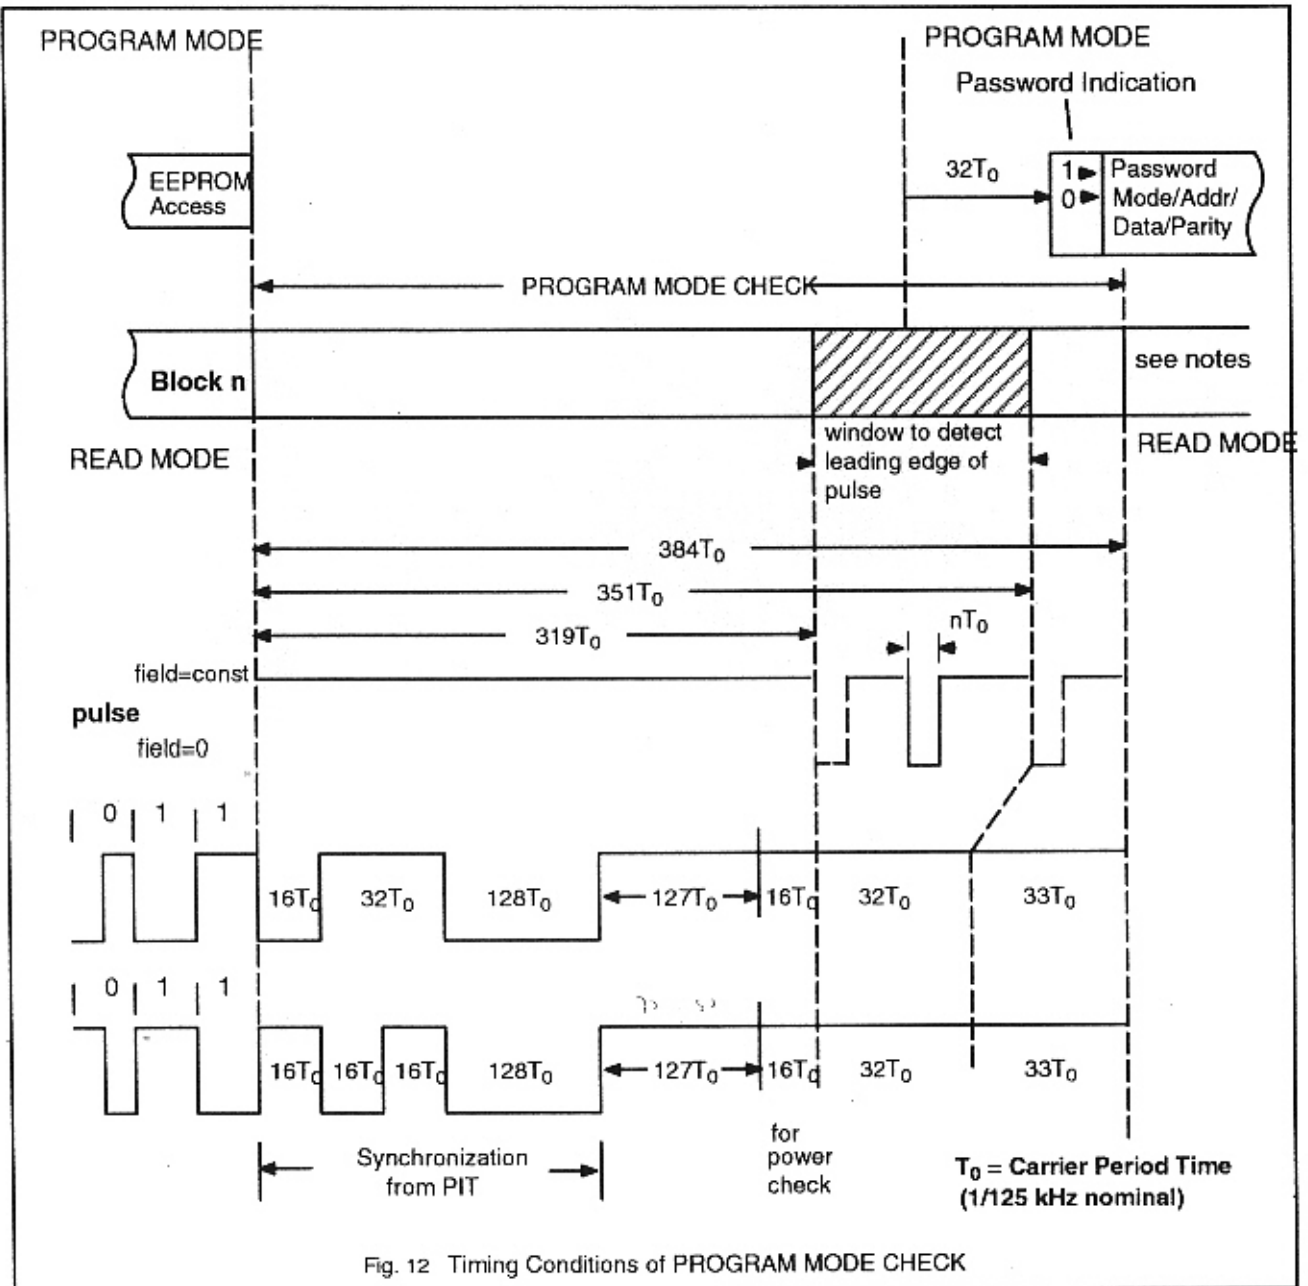 PROGRAM MODE
PROGRAM MODE
Password Indication
EEPROM
Access
32T0
1
Password
0
Mode/Addr/
Data/Parity
PROGRAM MODE CHECK
Block n
see notes
READ MODE
window to detect
leading edge of
pulse
READ MODE
384T0
351T0
319T0
nT0
field=const
pulse
field=0
0 1 1
16T0 32T0 128T0 127T0 16T0 32T0 33T0
0 1 1
16T0 16T0 16T0 128T0 127T0 16T0 32T0 33T0
Synchronization
from PIT
for
power
check
T0 = Carrier Period Time
(1/125 kHz nominal)
Fig. 12 Timing Conditions of PROGRAM MODE CHECK